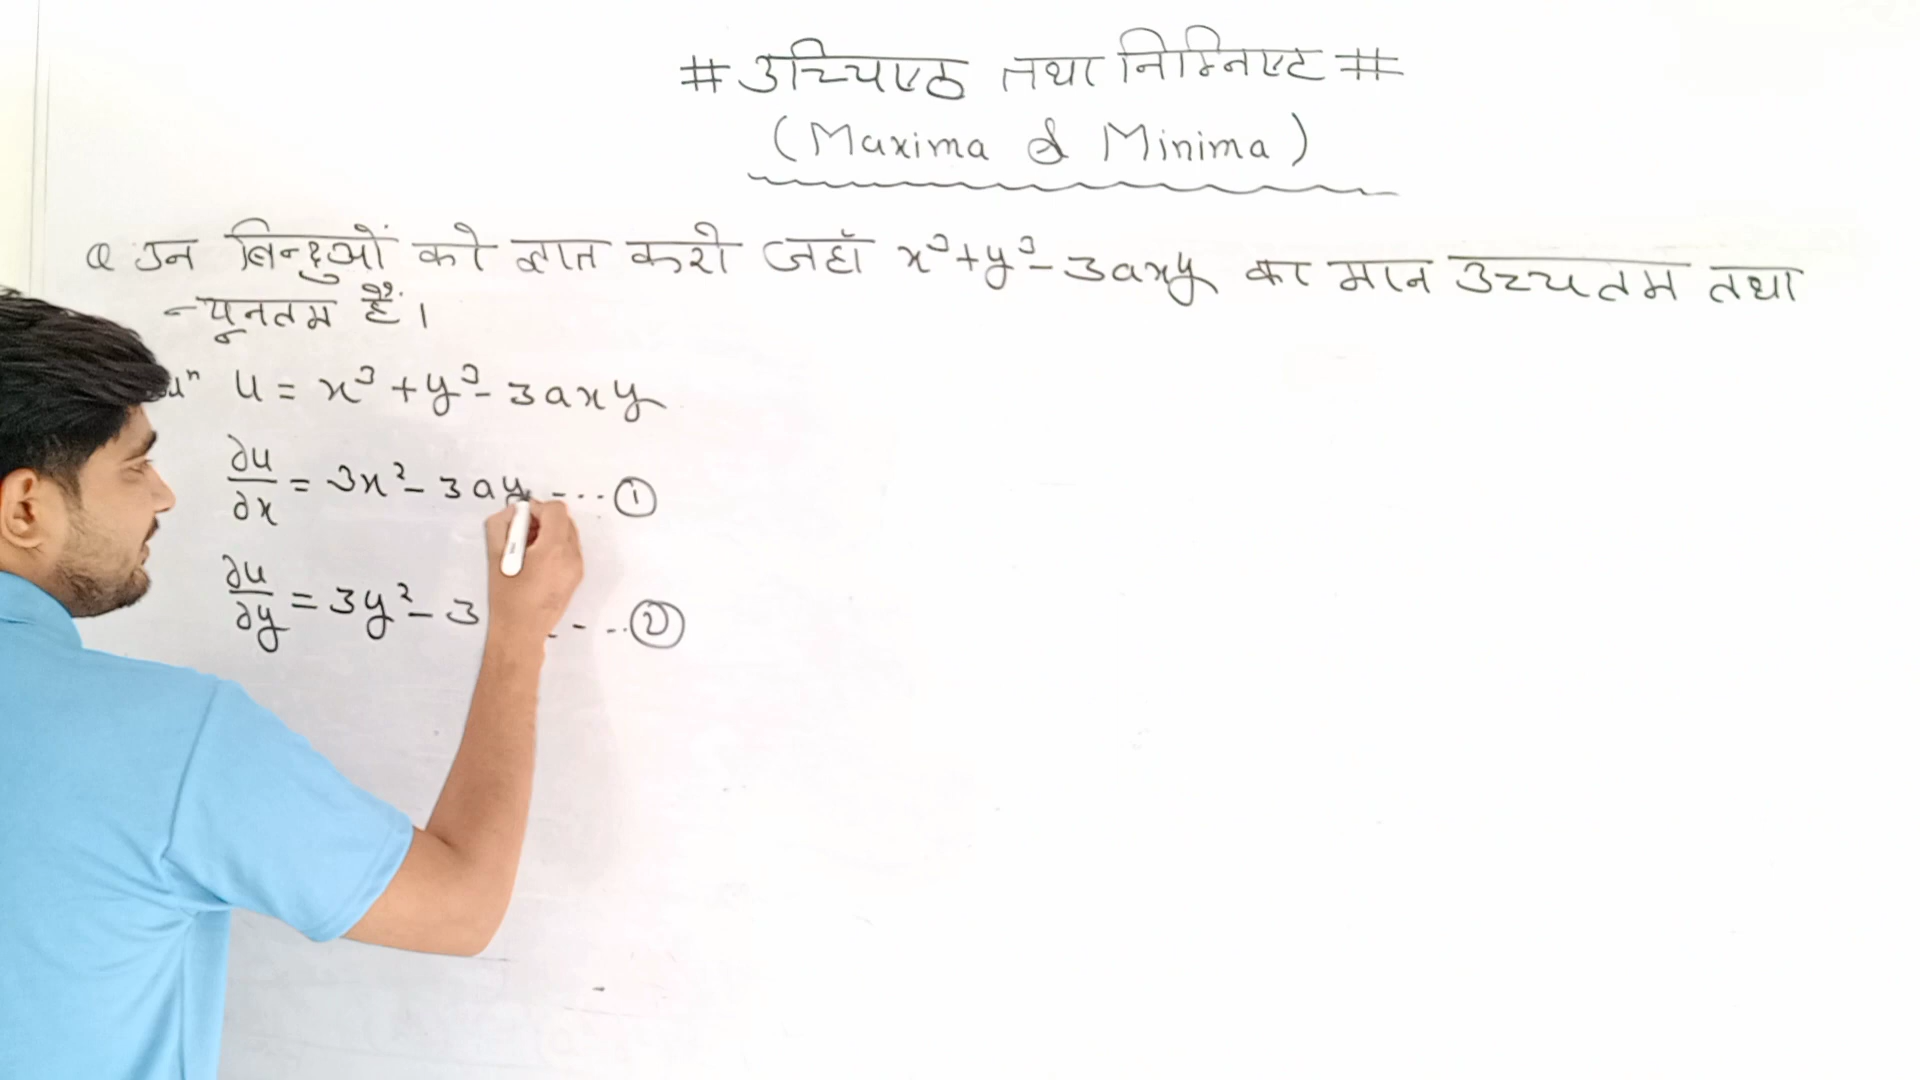 # उच्चिष्ठ तथा निम्निष्ट #
(Maxima & Minima)
Q उन बिन्दुओं को ज्ञात करो जहाँ x³+y³-3axy का मान उच्चतम तथा
न्यूनतम है।
uⁿ u = x³ + y³ - 3axy
∂u/∂x = 3x² - 3ay --- ①
∂u/∂y = 3y² - 3 - - -- ②